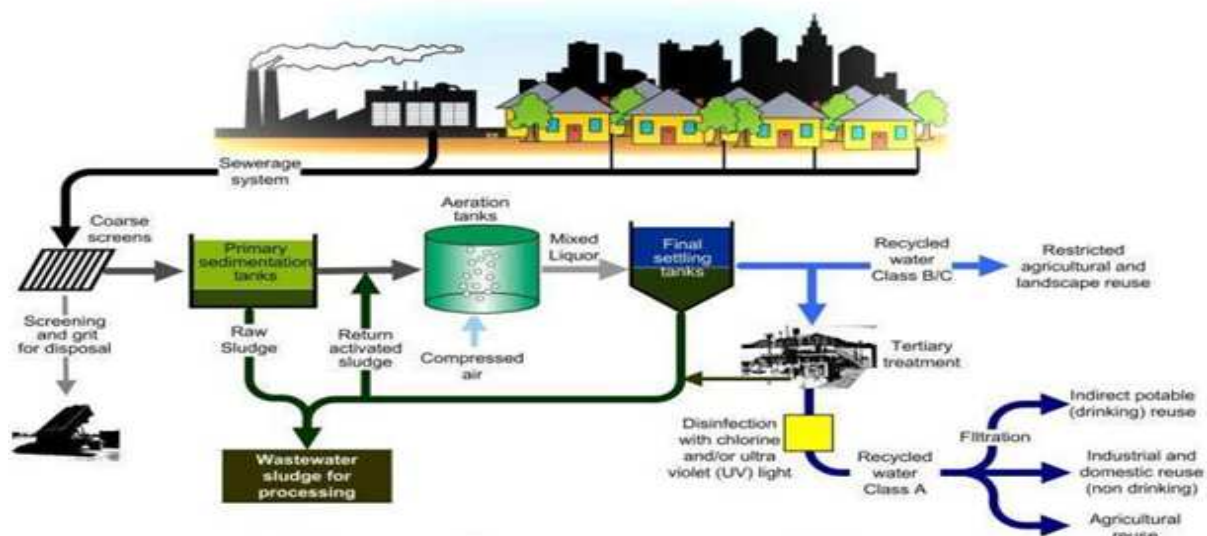 Sewerage
system
Coarse
screens
Primary
sedimentation
tanks
Aeration
tanks
Mixed
Liquor
Final
settling
tanks
Recycled
water
Class B/C
Restricted
agricultural and
landscape reuse
Screening
and grit
for disposal
Raw
Sludge
Return
activated
sludge
Compressed
air
Tertiary
treatment
Wastewater
sludge for
processing
Disinfection
with chlorine
and/or ultra
violet (UV) light
Recycled
water
Class A
FIltration
Indirect potable
(drinking) reuse
Industrial and
domestic reuse
(non drinking)
Agricultural
reuse